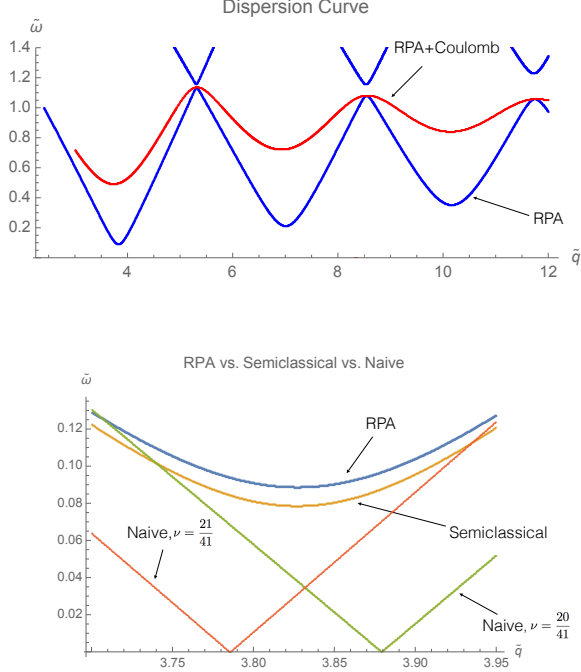 Dispersion Curve
ω̃
1.4
1.2
1.0
0.8
0.6
0.4
0.2
RPA+Coulomb
RPA
4 6 8 10 12
q̃
RPA vs. Semiclassical vs. Naive
ω̃
0.12
0.10
0.08
0.06
0.04
0.02
RPA
Semiclassical
Naive, ν = 21/41
Naive, ν = 20/41
3.75 3.80 3.85 3.90 3.95
q̃